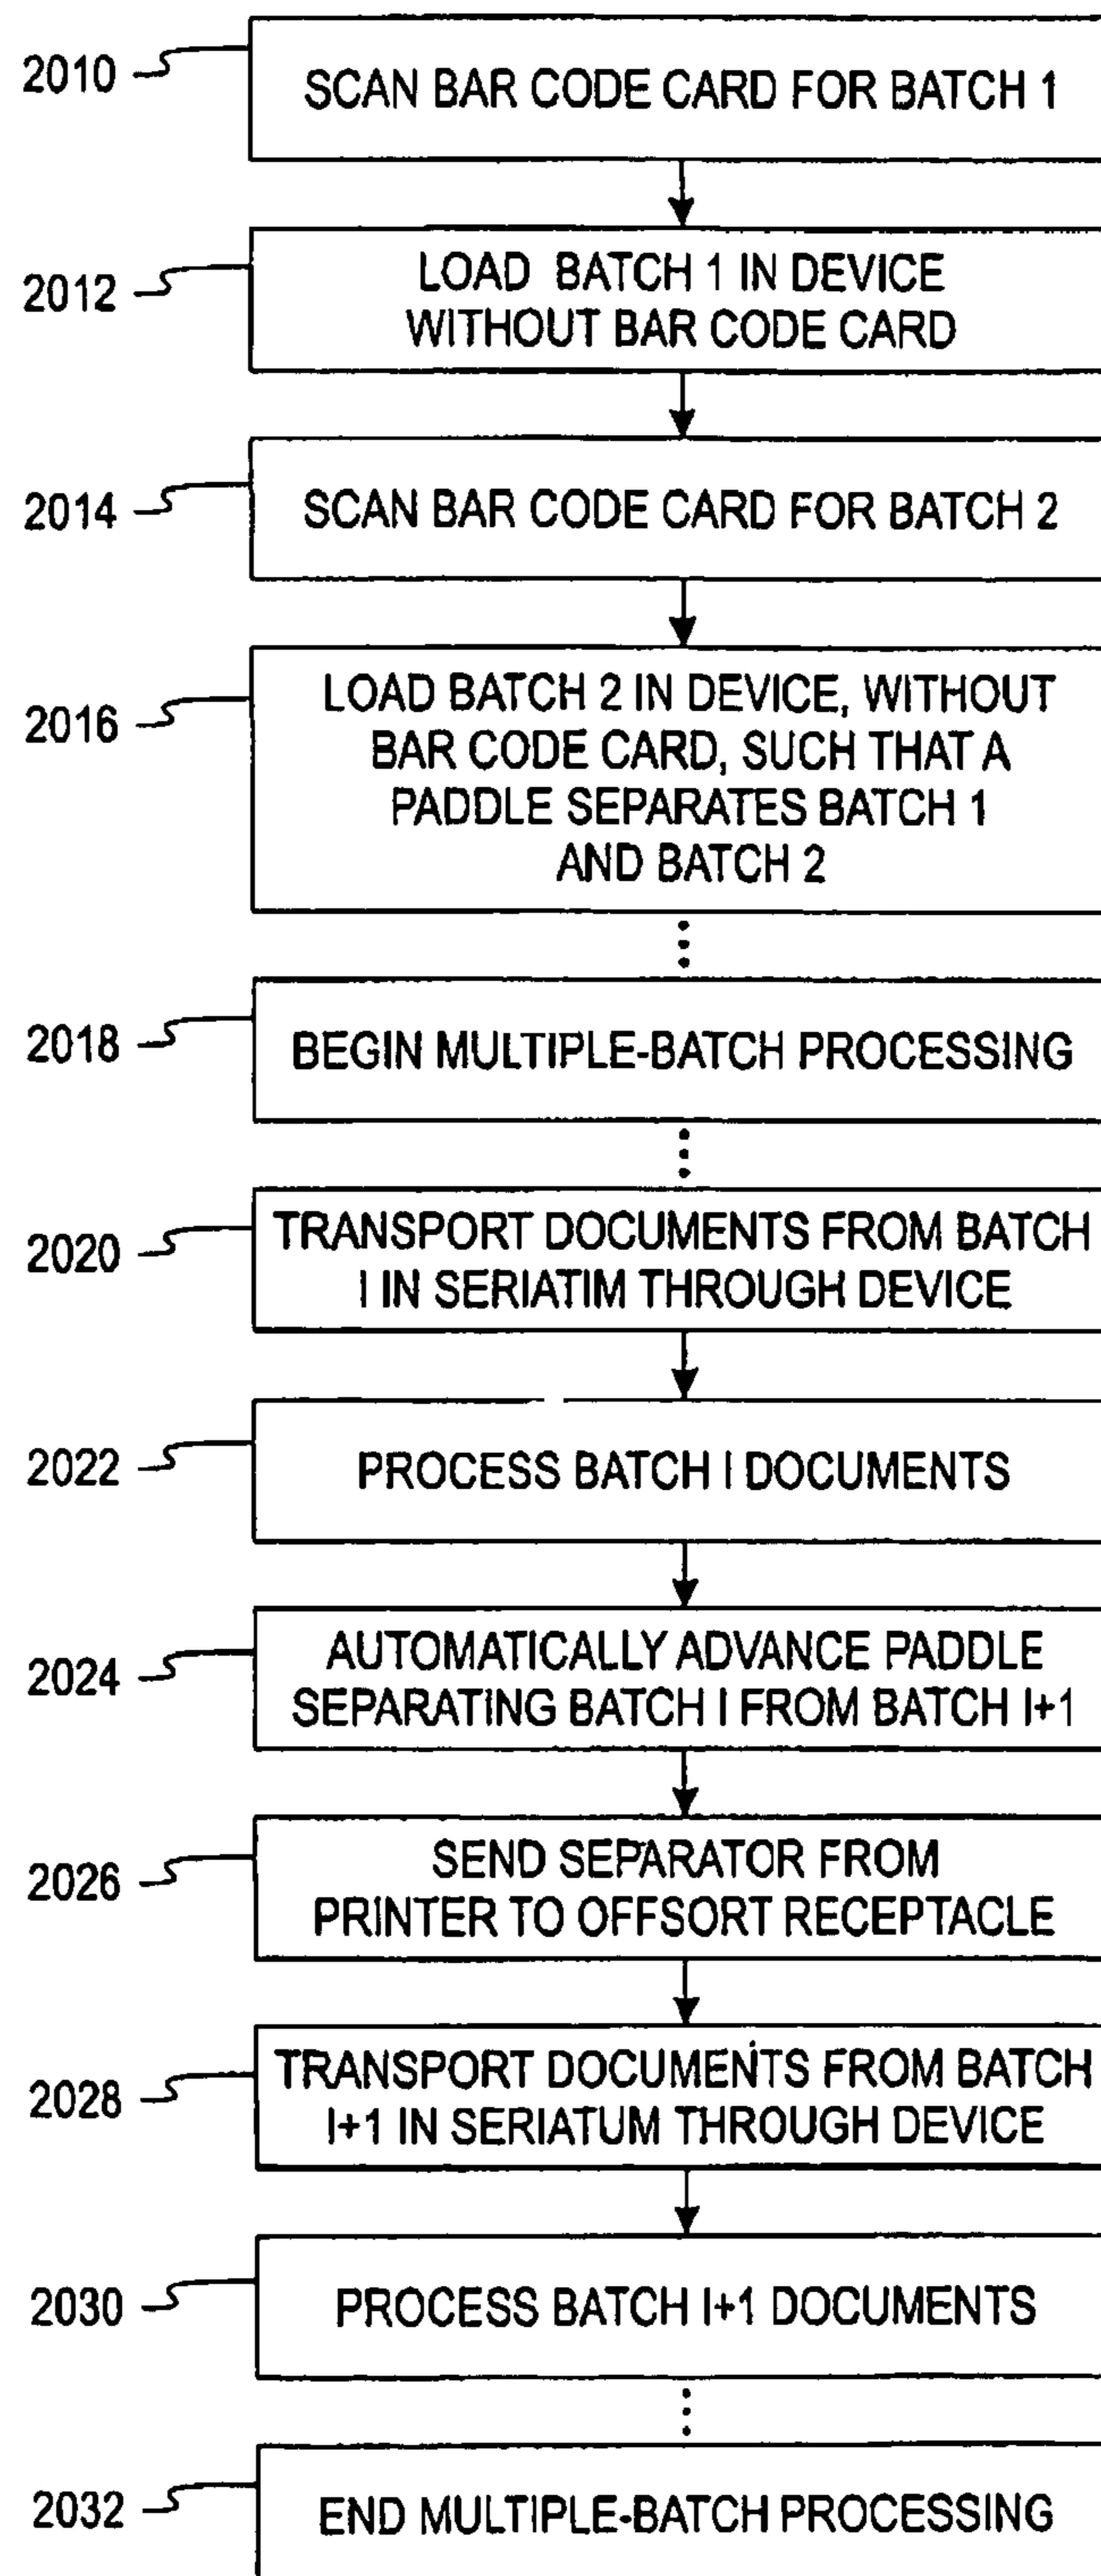 2010
SCAN BAR CODE CARD FOR BATCH 1
2012
LOAD BATCH 1 IN DEVICE
WITHOUT BAR CODE CARD
2014
SCAN BAR CODE CARD FOR BATCH 2
2016
LOAD BATCH 2 IN DEVICE, WITHOUT
BAR CODE CARD, SUCH THAT A
PADDLE SEPARATES BATCH 1
AND BATCH 2
2018
BEGIN MULTIPLE-BATCH PROCESSING
2020
TRANSPORT DOCUMENTS FROM BATCH
I IN SERIATIM THROUGH DEVICE
2022
PROCESS BATCH I DOCUMENTS
2024
AUTOMATICALLY ADVANCE PADDLE
SEPARATING BATCH I FROM BATCH I+1
2026
SEND SEPARATOR FROM
PRINTER TO OFFSORT RECEPTACLE
2028
TRANSPORT DOCUMENTS FROM BATCH
I+1 IN SERIATUM THROUGH DEVICE
2030
PROCESS BATCH I+1 DOCUMENTS
2032
END MULTIPLE-BATCH PROCESSING